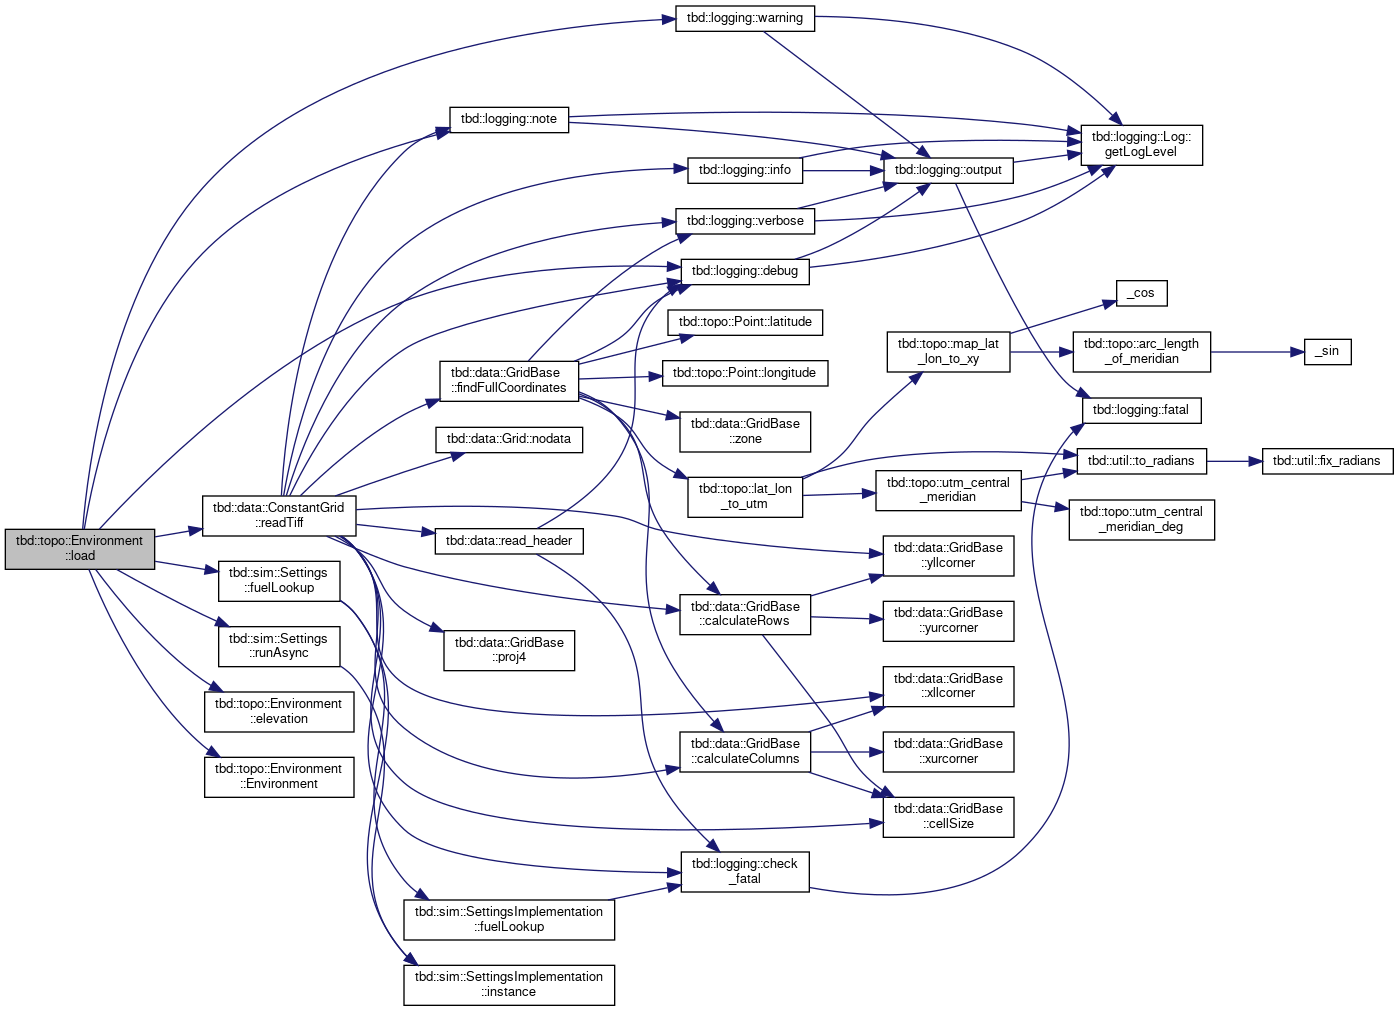 tbd::topo::Environment
::load
tbd::data::ConstantGrid
::readTiff
tbd::sim::Settings
::fuelLookup
tbd::sim::Settings
::runAsync
tbd::topo::Environment
::elevation
tbd::topo::Environment
::Environment
tbd::logging::note
tbd::data::GridBase
::findFullCoordinates
tbd::data::Grid::nodata
tbd::data::read_header
tbd::data::GridBase
::proj4
tbd::sim::SettingsImplementation
::fuelLookup
tbd::sim::SettingsImplementation
::instance
tbd::logging::warning
tbd::logging::info
tbd::logging::verbose
tbd::logging::debug
tbd::topo::Point::latitude
tbd::topo::Point::longitude
tbd::data::GridBase
::zone
tbd::topo::lat_lon
_to_utm
tbd::data::GridBase
::calculateRows
tbd::data::GridBase
::calculateColumns
tbd::logging::check
_fatal
tbd::logging::output
tbd::topo::map_lat
_lon_to_xy
tbd::topo::utm_central
_meridian
tbd::data::GridBase
::yllcorner
tbd::data::GridBase
::yurcorner
tbd::data::GridBase
::xllcorner
tbd::data::GridBase
::xurcorner
tbd::data::GridBase
::cellSize
tbd::logging::Log::
getLogLevel
_cos
tbd::topo::arc_length
_of_meridian
tbd::logging::fatal
tbd::util::to_radians
tbd::topo::utm_central
_meridian_deg
_sin
tbd::util::fix_radians